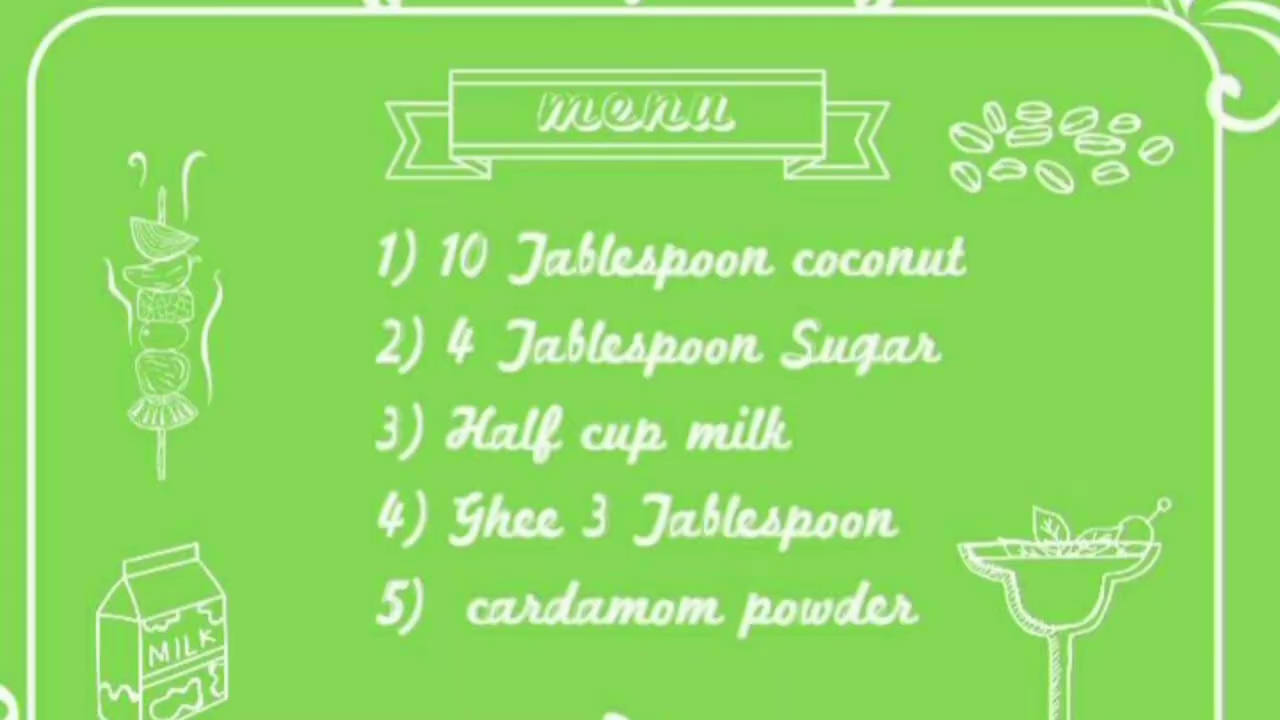 menu
1) 10 Tablespoon coconut
2) 4 Tablespoon Sugar
3) Half cup milk
4) Ghee 3 Tablespoon
5) cardamom powder
MILK